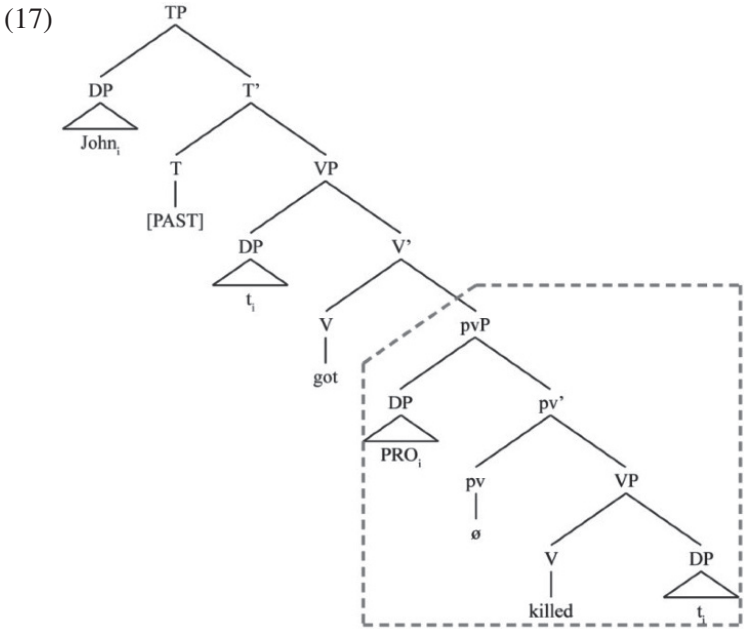 (17)
TP
DP T’
John_i
T VP
[PAST]
DP V’
t_i
V pvP
got
DP pv’
PRO_i
pv VP
ø
V DP
killed t_i